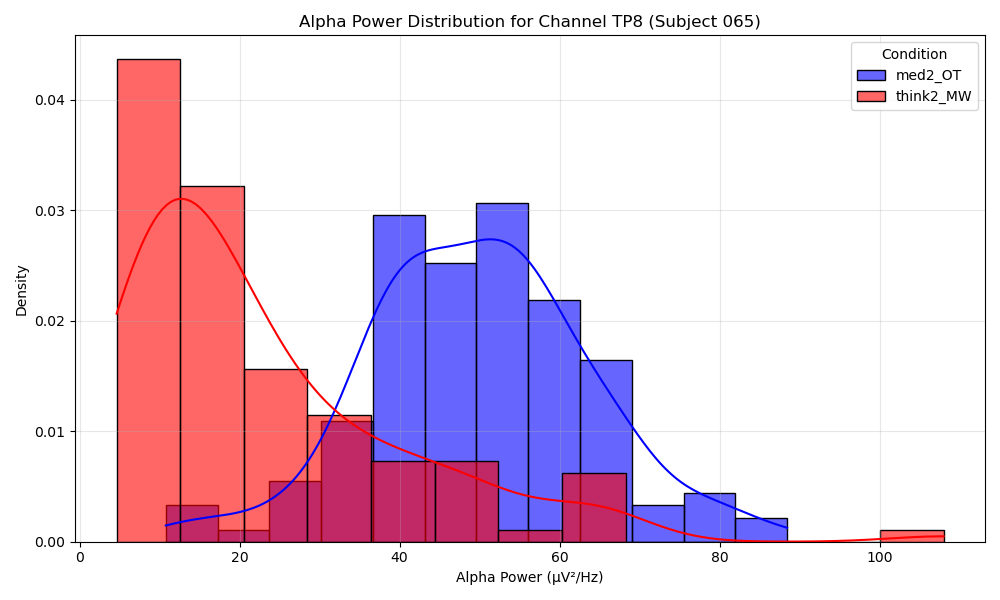 Alpha Power Distribution for Channel TP8 (Subject 065)
Condition
med2_OT
think2_MW
Density
0.04
0.03
0.02
0.01
0.00
0
20
40
60
80
100
Alpha Power (μV²/Hz)